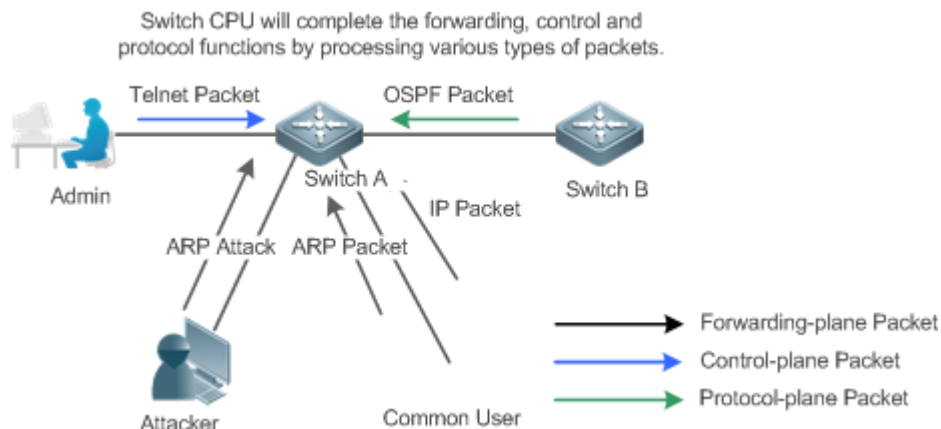 Switch CPU will complete the forwarding, control and
protocol functions by processing various types of packets.
Telnet Packet
OSPF Packet
Admin
Switch A
Switch B
IP Packet
ARP Attack
ARP Packet
Forwarding-plane Packet
Control-plane Packet
Protocol-plane Packet
Attacker
Common User